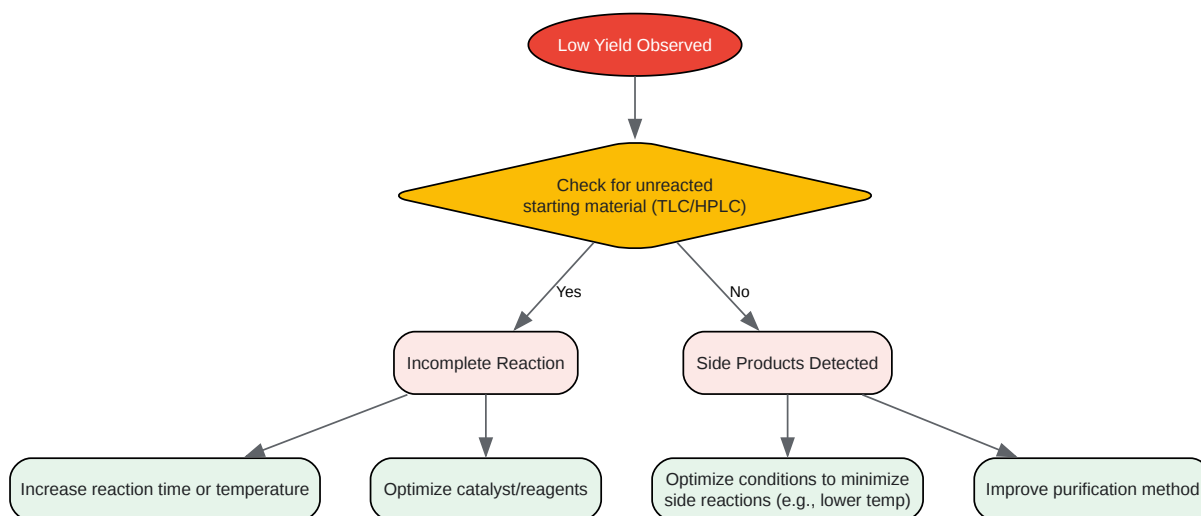 Low Yield Observed
Check for unreacted
starting material (TLC/HPLC)
Yes
No
Incomplete Reaction
Side Products Detected
Increase reaction time or temperature
Optimize catalyst/reagents
Optimize conditions to minimize
side reactions (e.g., lower temp)
Improve purification method